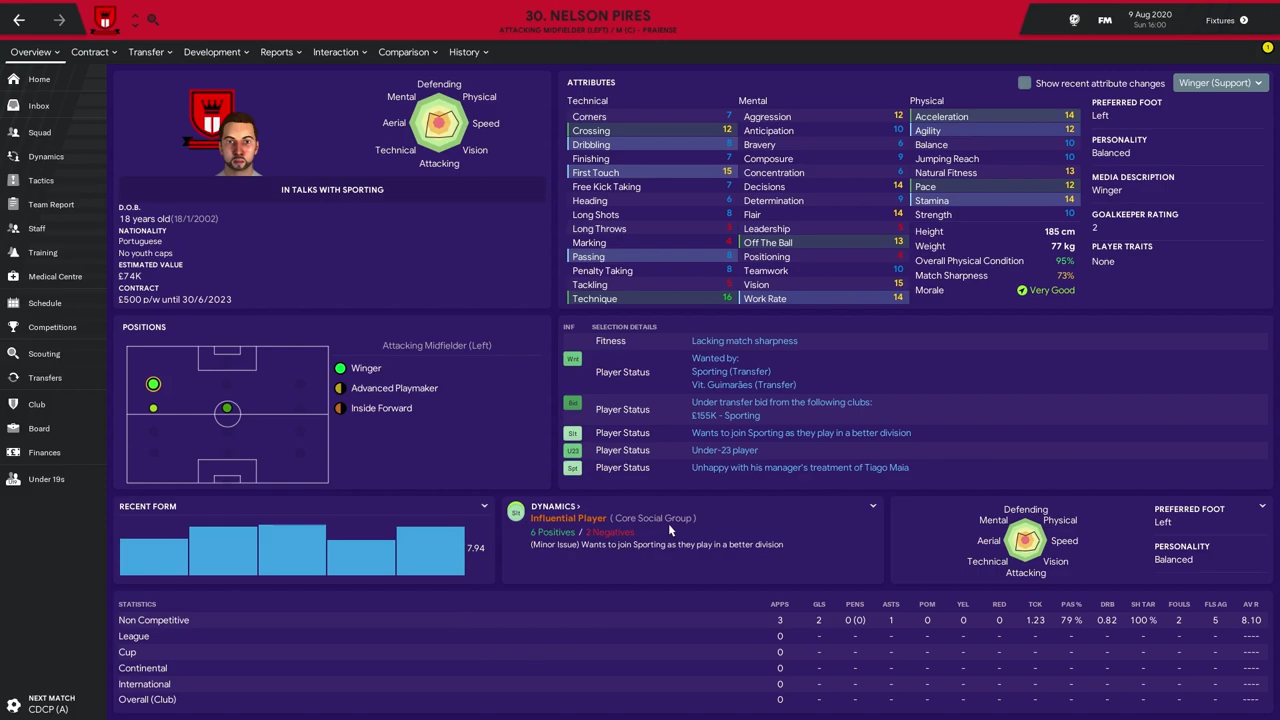 30. NELSON PIRES
ATTACKING MIDFIELDER (LEFT) / M (C) - PRAIENSE
FM
9 Aug 2020
Sun 16:00
Fixtures
Overview Contract Transfer Development Reports Interaction Comparison History
1
Home
Inbox
Squad
Dynamics
Tactics
Team Report
Staff
Training
Medical Centre
Schedule
Competitions
Scouting
Transfers
Club
Board
Finances
Under 19s
NEXT MATCH
CDCP (A)
Defending
Mental Physical
Aerial Speed
Technical Vision
Attacking
IN TALKS WITH SPORTING
D.O.B.
18 years old (18/1/2002)
NATIONALITY
Portuguese
No youth caps
ESTIMATED VALUE
£74K
CONTRACT
£500 p/w until 30/6/2023
ATTRIBUTES
Show recent attribute changes
Winger (Support)
Technical
Corners 7
Crossing 12
Dribbling 8
Finishing 7
First Touch 15
Free Kick Taking 7
Heading 6
Long Shots 8
Long Throws
Marking 4
Passing 8
Penalty Taking 8
Tackling
Technique 16
Mental
Aggression 12
Anticipation 10
Bravery 6
Composure 9
Concentration 6
Decisions 14
Determination 9
Flair 14
Leadership
Off The Ball 13
Positioning
Teamwork 10
Vision 15
Work Rate 14
Physical
Acceleration 14
Agility 12
Balance 10
Jumping Reach 10
Natural Fitness 13
Pace 12
Stamina 14
Strength 10
Height 185 cm
Weight 77 kg
Overall Physical Condition 95%
Match Sharpness 73%
Morale Very Good
PREFERRED FOOT
Left
PERSONALITY
Balanced
MEDIA DESCRIPTION
Winger
GOALKEEPER RATING
2
PLAYER TRAITS
None
POSITIONS
Attacking Midfielder (Left)
Winger
Advanced Playmaker
Inside Forward
INF SELECTION DETAILS
Fitness Lacking match sharpness
Wnt Player Status Wanted by:
Sporting (Transfer)
Vit. Guimarães (Transfer)
Bid Player Status Under transfer bid from the following clubs:
£155K - Sporting
Slt Player Status Wants to join Sporting as they play in a better division
U23 Player Status Under-23 player
Spt Player Status Unhappy with his manager's treatment of Tiago Maia
RECENT FORM
7.94
Slt
DYNAMICS >
Influential Player ( Core Social Group )
6 Positives / 2 Negatives
(Minor Issue) Wants to join Sporting as they play in a better division
Defending
Mental Physical
Aerial Speed
Technical Vision
Attacking
PREFERRED FOOT
Left
PERSONALITY
Balanced
STATISTICS APPS GLS PENS ASTS POM YEL RED TCK PAS % DRB SH TAR FOULS FLS AG AV R
Non Competitive 3 2 0 (0) 1 0 0 0 1.23 79 % 0.82 100 % 2 5 8.10
League 0 - - - - - - - - - - - - ----
Cup 0 - - - - - - - - - - - - ----
Continental 0 - - - - - - - - - - - - ----
International 0 - - - - - - - - - - - - ----
Overall (Club) 0 - - - - - - - - - - - - ----